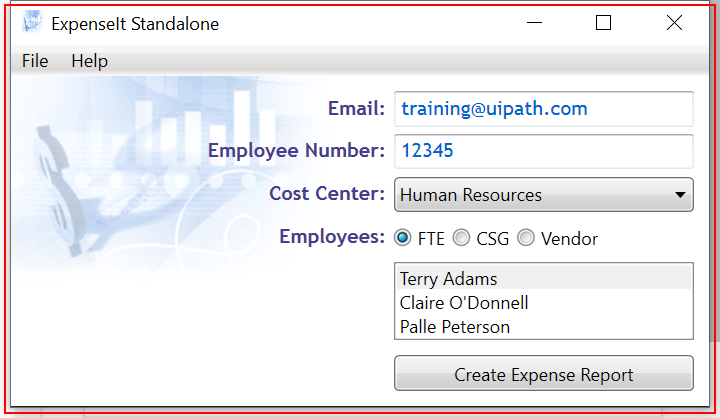 ExpenseIt Standalone
File Help
Email: training@uipath.com
Employee Number: 12345
Cost Center: Human Resources
Employees: FTE CSG Vendor
Terry Adams
Claire O'Donnell
Palle Peterson
Create Expense Report